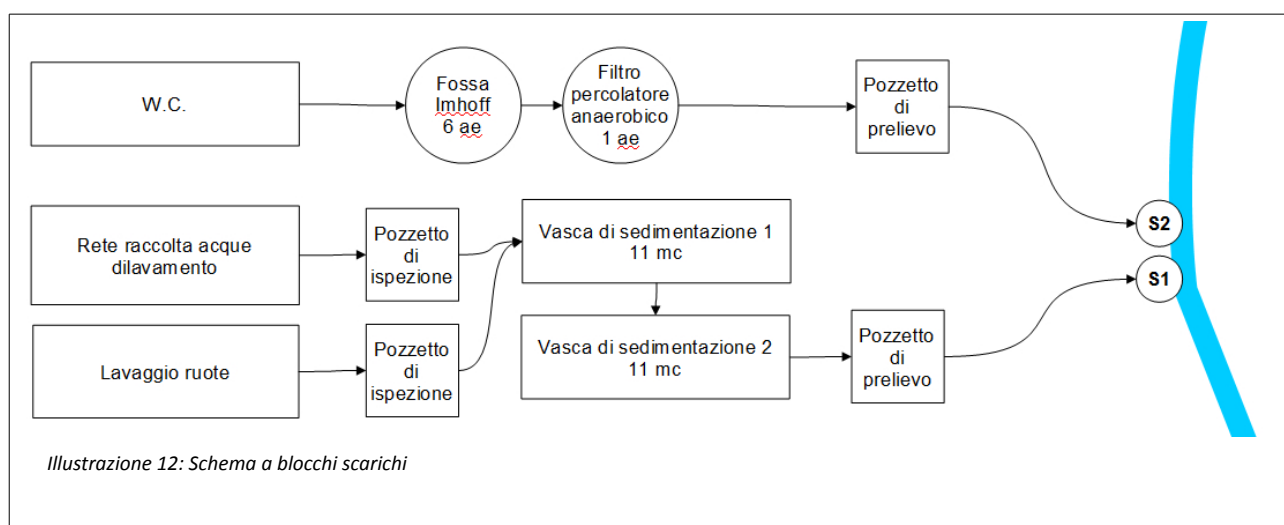 W.C.
Fossa
Imhoff
6 ae
Filtro
percolatore
anaerobico
1 ae
Pozzetto
di
prelievo
S2
Rete raccolta acque
dilavamento
Pozzetto
di
ispezione
Vasca di sedimentazione 1
11 mc
S1
Lavaggio ruote
Pozzetto
di
ispezione
Vasca di sedimentazione 2
11 mc
Pozzetto
di
prelievo
Illustrazione 12: Schema a blocchi scarichi